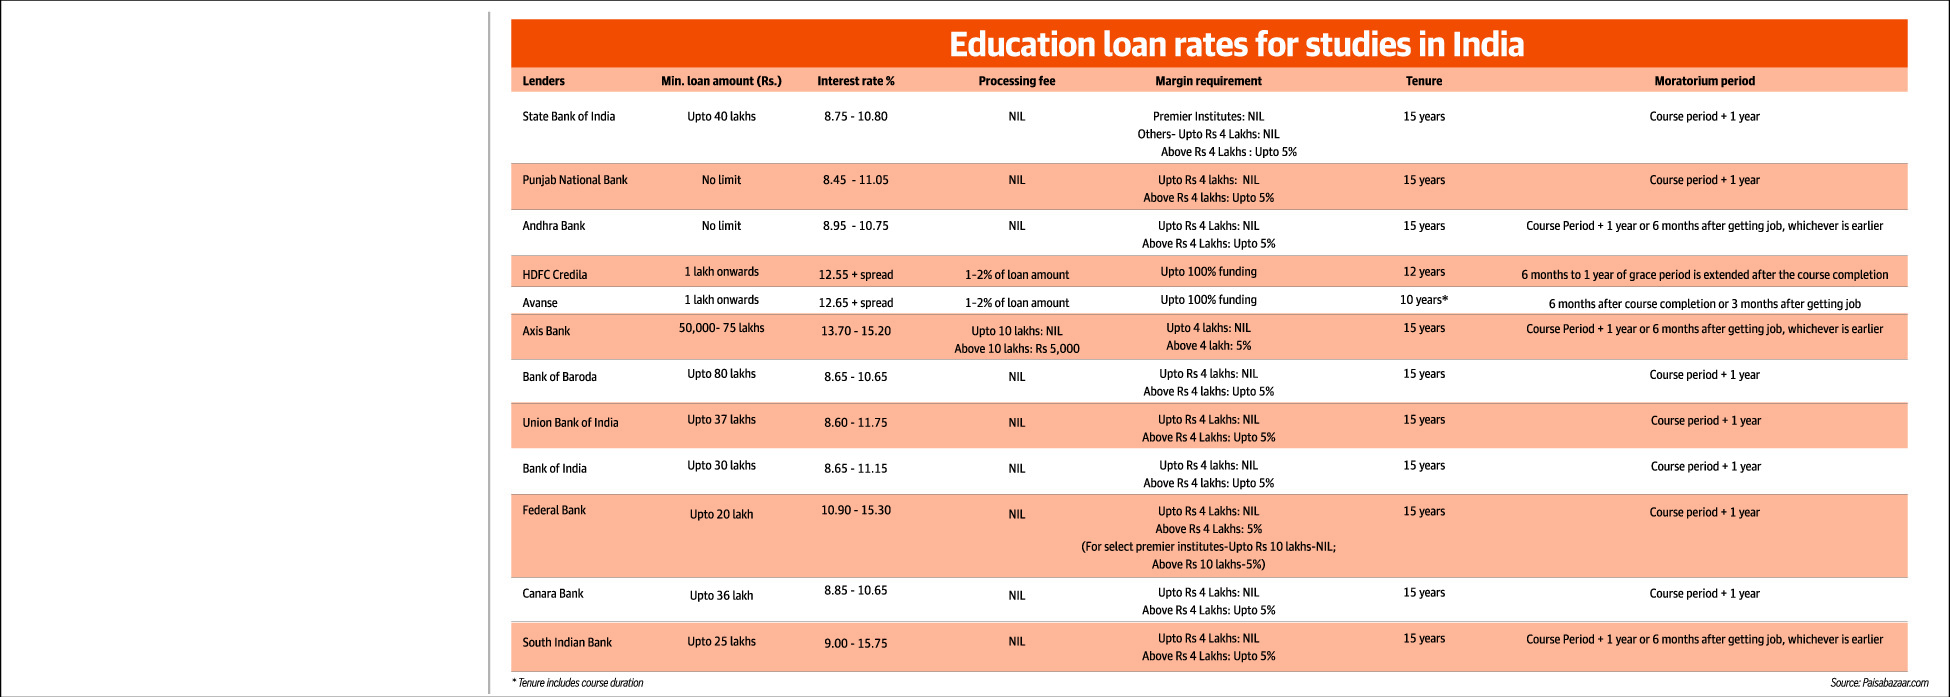 Education loan rates for studies in India
Lenders Min. loan amount (Rs.) Interest rate % Processing fee Margin requirement Tenure Moratorium period
State Bank of India Upto 40 lakhs 8.75 - 10.80 NIL Premier Institutes: NIL 15 years Course period + 1 year
Others- Upto Rs 4 Lakhs: NIL
Above Rs 4 Lakhs : Upto 5%
Punjab National Bank No limit 8.45 - 11.05 NIL Upto Rs 4 lakhs: NIL 15 years Course period + 1 year
Above Rs 4 lakhs: Upto 5%
Andhra Bank No limit 8.95 - 10.75 NIL Upto Rs 4 Lakhs: NIL 15 years Course Period + 1 year or 6 months after getting job, whichever is earlier
Above Rs 4 Lakhs: Upto 5%
HDFC Credila 1 lakh onwards 12.55 + spread 1-2% of loan amount Upto 100% funding 12 years 6 months to 1 year of grace period is extended after the course completion
Avanse 1 lakh onwards 12.65 + spread 1-2% of loan amount Upto 100% funding 10 years* 6 months after course completion or 3 months after getting job
Axis Bank 50,000- 75 lakhs 13.70 - 15.20 Upto 10 lakhs: NIL Upto 4 lakhs: NIL 15 years Course Period + 1 year or 6 months after getting job, whichever is earlier
Above 10 lakhs: Rs 5,000 Above 4 lakh: 5%
Bank of Baroda Upto 80 lakhs 8.65 - 10.65 NIL Upto Rs 4 lakhs: NIL 15 years Course period + 1 year
Above Rs 4 lakhs: Upto 5%
Union Bank of India Upto 37 lakhs 8.60 - 11.75 NIL Upto Rs 4 Lakhs: NIL 15 years Course period + 1 year
Above Rs 4 Lakhs: Upto 5%
Bank of India Upto 30 lakhs 8.65 - 11.15 NIL Upto Rs 4 lakhs: NIL 15 years Course period + 1 year
Above Rs 4 lakhs: Upto 5%
Federal Bank Upto 20 lakh 10.90 - 15.30 NIL Upto Rs 4 Lakhs: NIL 15 years Course period + 1 year
Above Rs 4 Lakhs: 5%
(For select premier institutes-Upto Rs 10 lakhs-NIL;
Above Rs 10 lakhs-5%)
Canara Bank Upto 36 lakh 8.85 - 10.65 NIL Upto Rs 4 Lakhs: NIL 15 years Course period + 1 year
Above Rs 4 Lakhs: Upto 5%
South Indian Bank Upto 25 lakhs 9.00 - 15.75 NIL Upto Rs 4 Lakhs: NIL 15 years Course Period + 1 year or 6 months after getting job, whichever is earlier
Above Rs 4 Lakhs: Upto 5%
* Tenure includes course duration Source: Paisabazaar.com